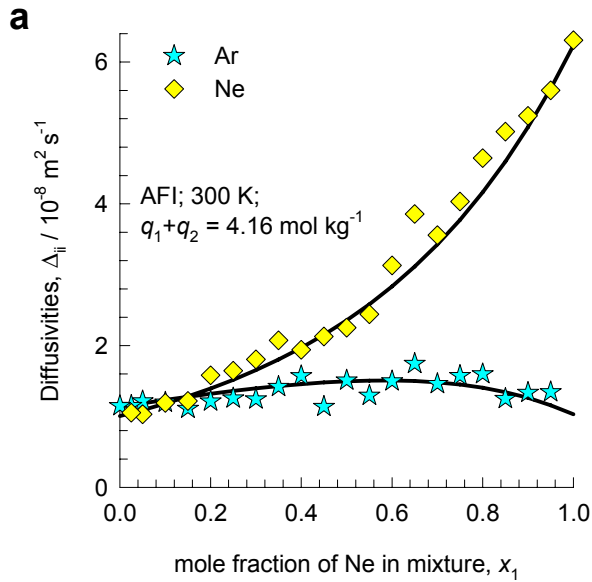 a
Ar
Ne
AFI; 300 K;
q₁+q₂ = 4.16 mol kg⁻¹
Diffusivities, Δᵢᵢ / 10⁻⁸ m² s⁻¹
6
4
2
0
0.0 0.2 0.4 0.6 0.8 1.0
mole fraction of Ne in mixture, x₁